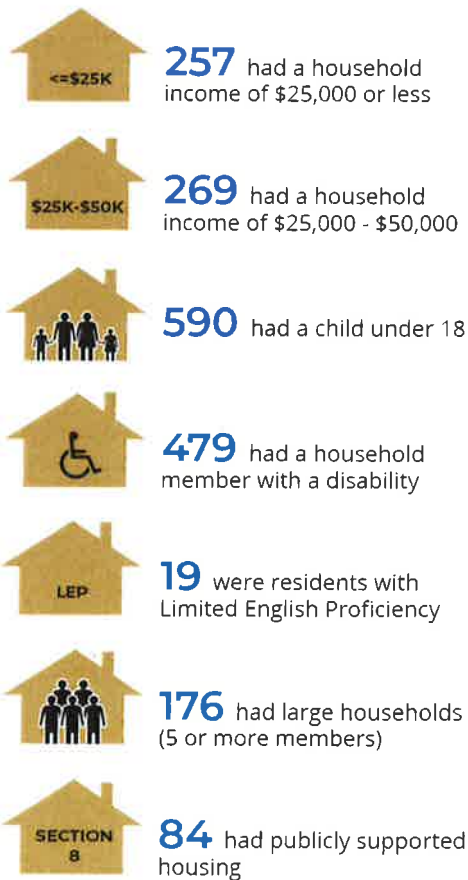 <=$25K
257 had a household
income of $25,000 or less
$25K-$50K
269 had a household
income of $25,000 - $50,000
590 had a child under 18
479 had a household
member with a disability
LEP
19 were residents with
Limited English Proficiency
176 had large households
(5 or more members)
SECTION
8
84 had publicly supported
housing